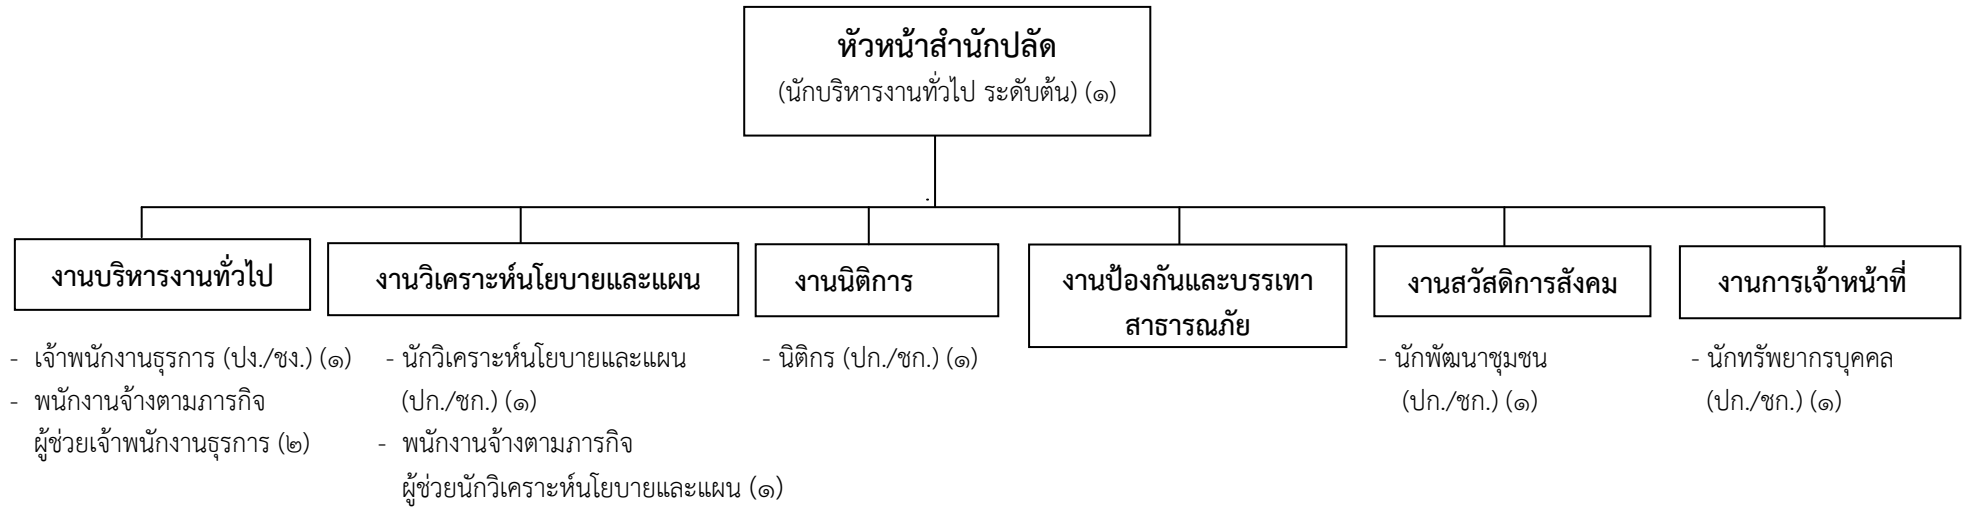 หัวหน้าสำนักปลัด
(นักบริหารงานทั่วไป ระดับต้น) (๑)
งานบริหารงานทั่วไป
- เจ้าพนักงานธุรการ (ปง./ชง.) (๑)
- พนักงานจ้างตามภารกิจ
ผู้ช่วยเจ้าพนักงานธุรการ (๒)
งานวิเคราะห์นโยบายและแผน
- นักวิเคราะห์นโยบายและแผน
(ปก./ชก.) (๑)
- พนักงานจ้างตามภารกิจ
ผู้ช่วยนักวิเคราะห์นโยบายและแผน (๑)
งานนิติการ
- นิติกร (ปก./ชก.) (๑)
งานป้องกันและบรรเทา
สาธารณภัย
งานสวัสดิการสังคม
- นักพัฒนาชุมชน
(ปก./ชก.) (๑)
งานการเจ้าหน้าที่
- นักทรัพยากรบุคคล
(ปก./ชก.) (๑)